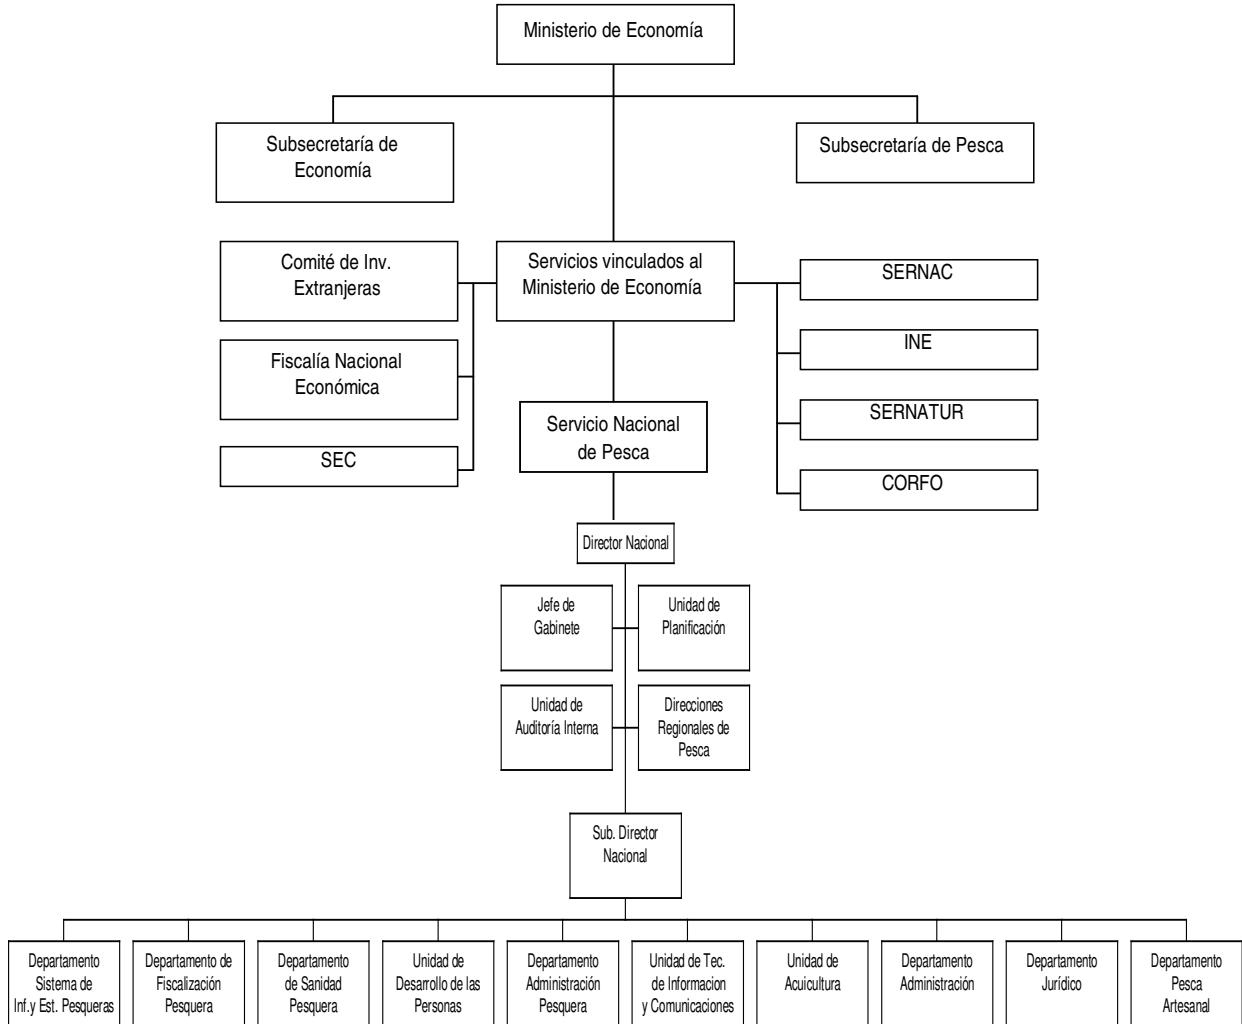 Ministerio de Economía
Subsecretaría de
Economía
Subsecretaría de Pesca
Comité de Inv.
Extranjeras
Servicios vinculados al
Ministerio de Economía
SERNAC
Fiscalía Nacional
Económica
INE
SEC
Servicio Nacional
de Pesca
SERNATUR
CORFO
Director Nacional
Jefe de
Gabinete
Unidad de
Planificación
Unidad de
Auditoría Interna
Direcciones
Regionales de
Pesca
Sub. Director
Nacional
Departamento
Sistema de
Inf.y Est. Pesqueras
Departamento de
Fiscalización
Pesquera
Departamento
de Sanidad
Pesquera
Unidad de
Desarrollo de las
Personas
Departamento
Administración
Pesquera
Unidad de Tec.
de Informacion
y Comunicaciones
Unidad de
Acuicultura
Departamento
Administración
Departamento
Jurídico
Departamento
Pesca
Artesanal